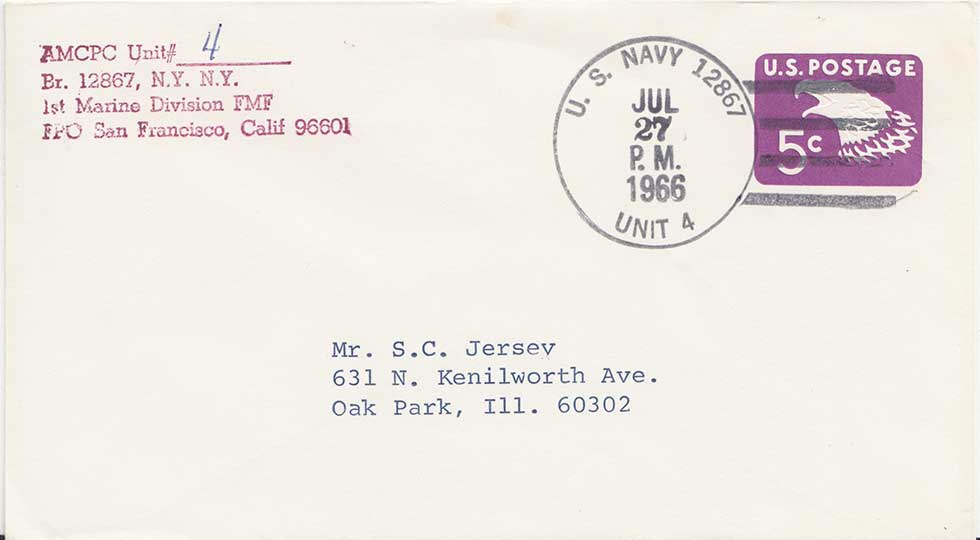 AMCPC Unit# 4
Br. 12867, N.Y. N.Y.
1st Marine Division FMF
FPO San Francisco, Calif 96601
U. S. NAVY 12867
JUL
27
P. M.
1966
UNIT 4
U.S. POSTAGE
5c
Mr. S.C. Jersey
631 N. Kenilworth Ave.
Oak Park, Ill. 60302